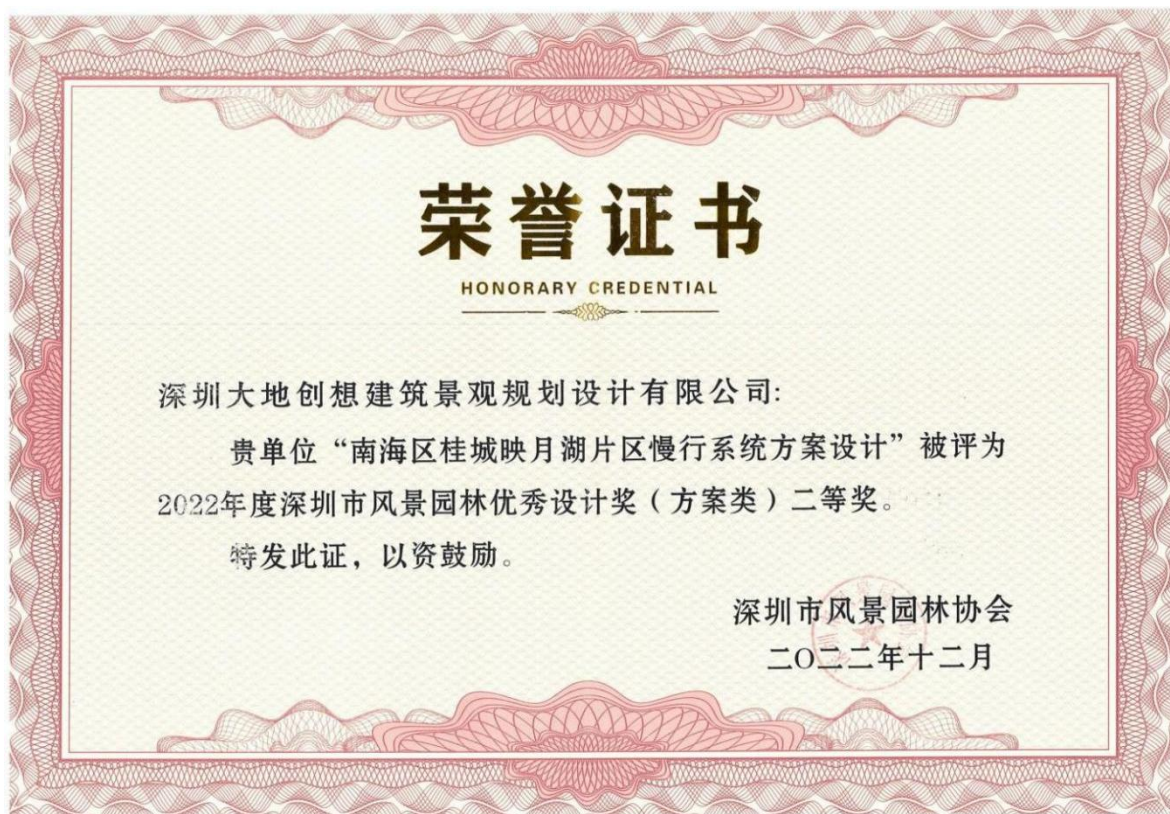 荣誉证书
HONORARY CREDENTIAL
深圳大地创想建筑景观规划设计有限公司:
贵单位“南海区桂城映月湖片区慢行系统方案设计”被评为
2022年度深圳市风景园林优秀设计奖（方案类）二等奖。
特发此证，以资鼓励。
深圳市风景园林协会
二〇二二年十二月